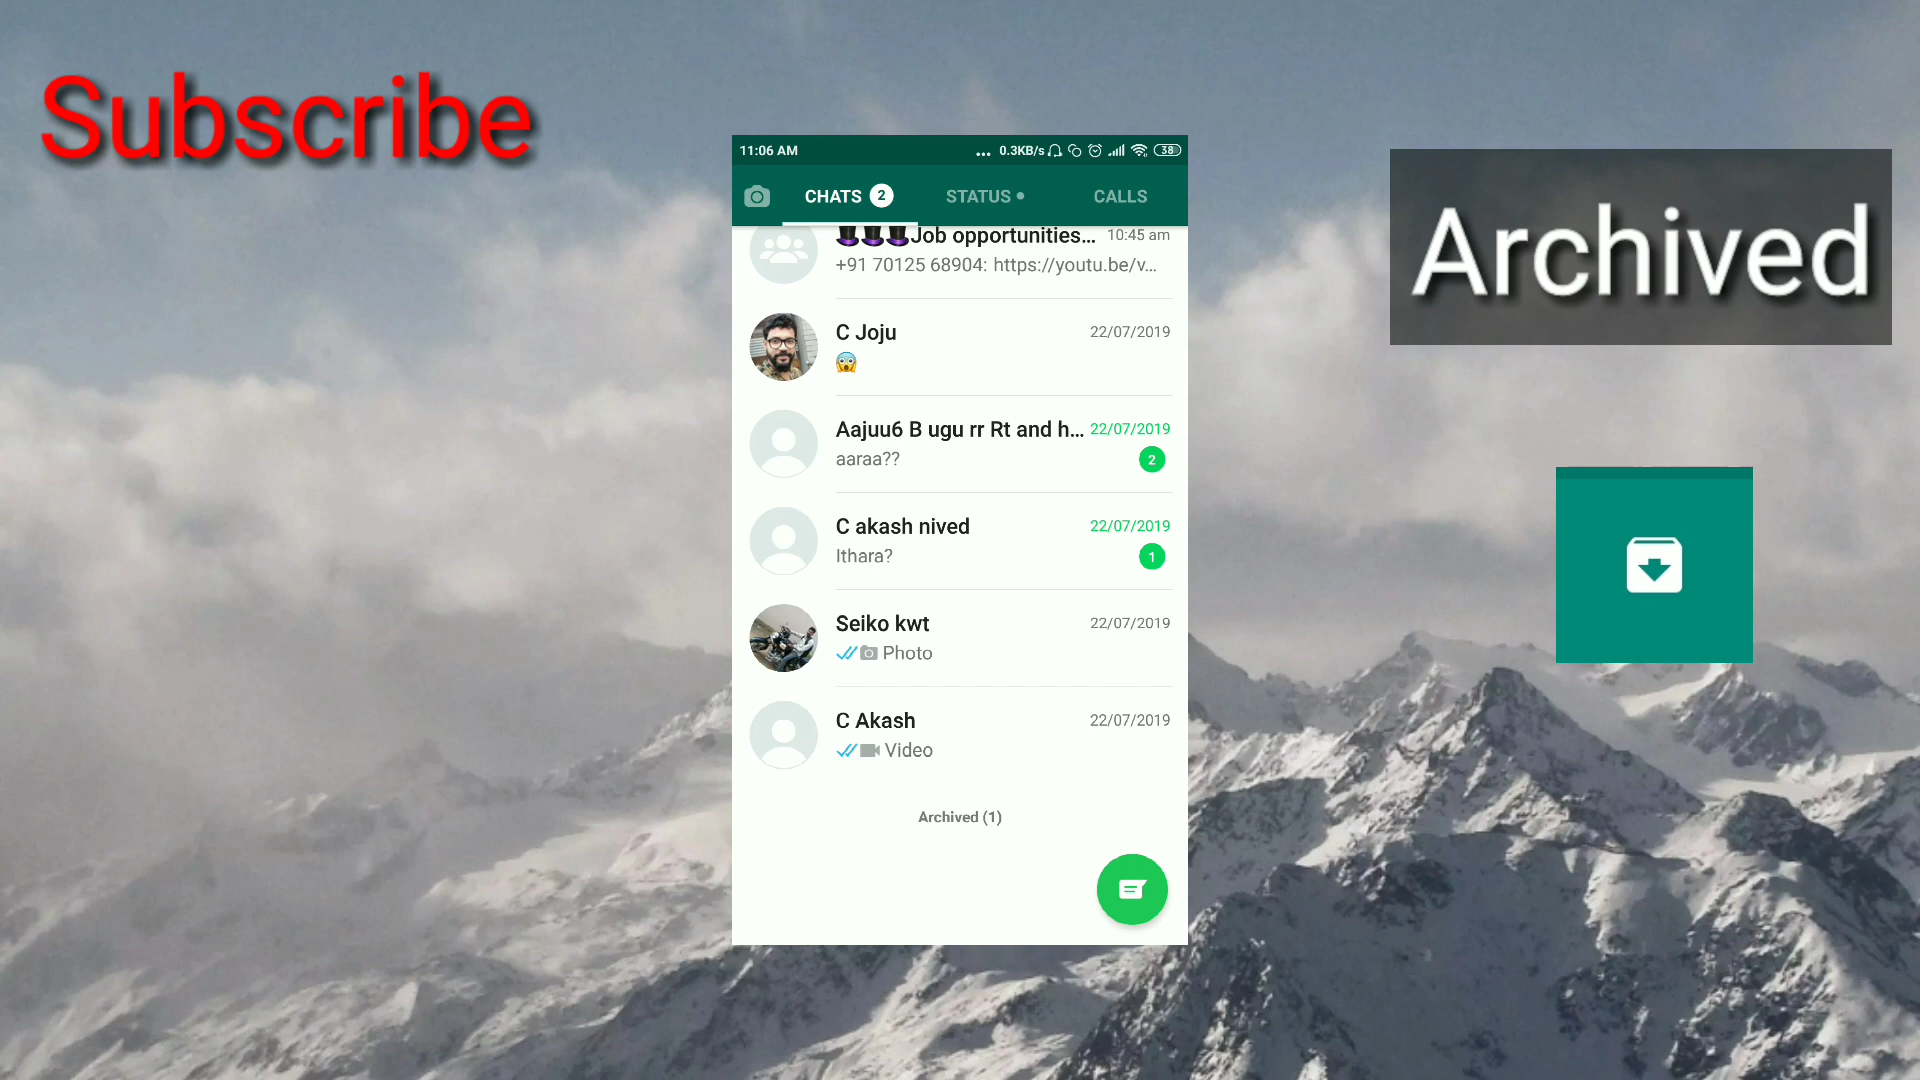 Subscribe
11:06 AM
... 0.3KB/s
38
CHATS 2
STATUS
CALLS
Job opportunities...
10:45 am
+91 70125 68904: https://youtu.be/v...
C Joju
22/07/2019
Aajuu6 B ugu rr Rt and h...
22/07/2019
aaraa??
2
C akash nived
22/07/2019
Ithara?
1
Seiko kwt
22/07/2019
Photo
C Akash
22/07/2019
Video
Archived (1)
Archived